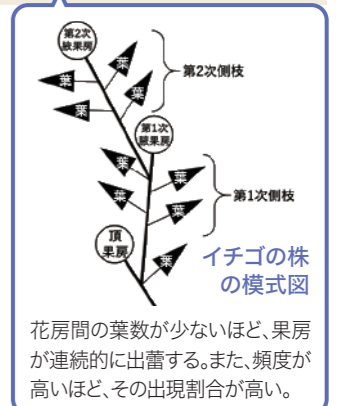 第2次
腋果房
葉
葉
葉
葉
第2次側枝
第1次
腋果房
葉
葉
葉
葉
第1次側枝
頂
果房
葉
イチゴの株
の模式図
花房間の葉数が少ないほど、果房
が連続的に出蕾する。また、頻度が
高いほど、その出現割合が高い。